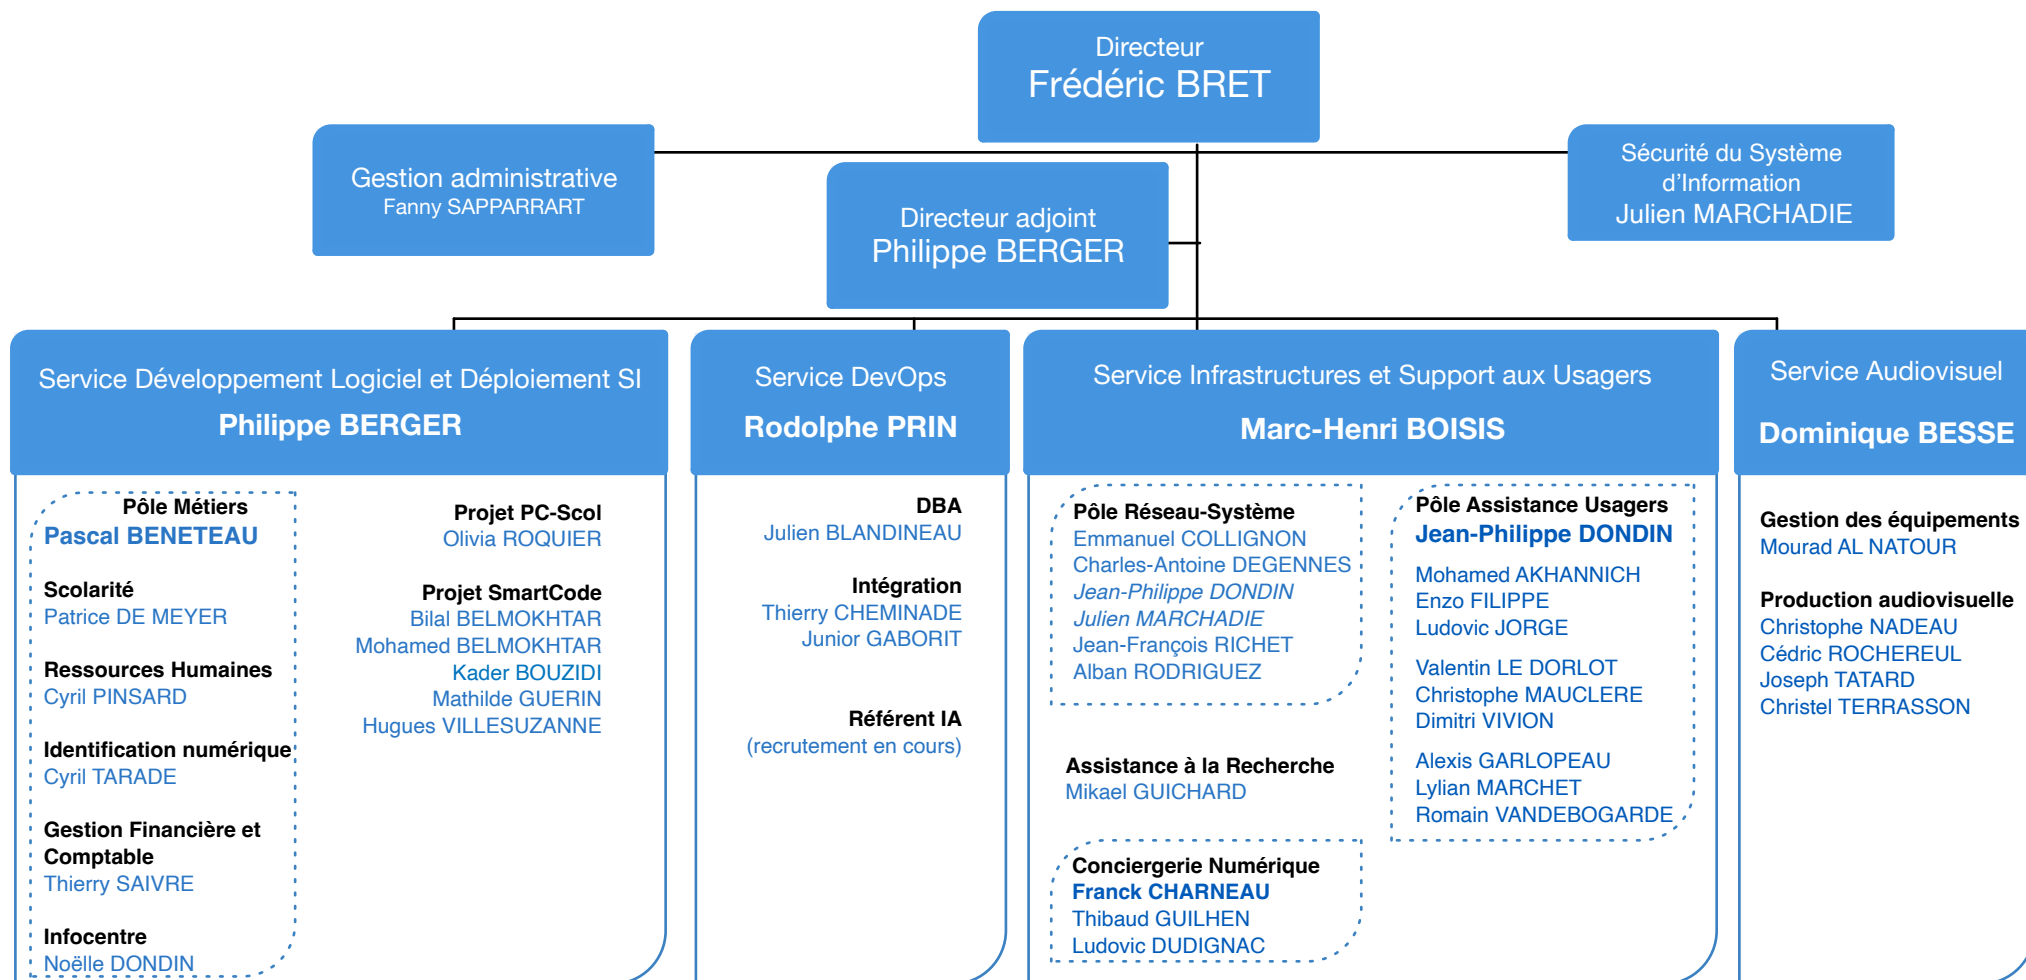 Directeur
Frédéric BRET
Gestion administrative
Fanny SAPPARRART
Directeur adjoint
Philippe BERGER
Sécurité du Système
d'Information
Julien MARCHADIE
Service Développement Logiciel et Déploiement SI
Philippe BERGER
Pôle Métiers
Pascal BENETEAU
Scolarité
Patrice DE MEYER
Ressources Humaines
Cyril PINSARD
Identification numérique
Cyril TARADE
Gestion Financière et
Comptable
Thierry SAIVRE
Infocentre
Noëlle DONDIN
Projet PC-Scol
Olivia ROQUIER
Projet SmartCode
Bilal BELMOKHTAR
Mohamed BELMOKHTAR
Kader BOUZIDI
Mathilde GUERIN
Hugues VILLESUZANNE
Service DevOps
Rodolphe PRIN
DBA
Julien BLANDINEAU
Intégration
Thierry CHEMINADE
Junior GABORIT
Référent IA
(recrutement en cours)
Service Infrastructures et Support aux Usagers
Marc-Henri BOISIS
Pôle Réseau-Système
Emmanuel COLLIGNON
Charles-Antoine DEGENNES
Jean-Philippe DONDIN
Julien MARCHADIE
Jean-François RICHET
Alban RODRIGUEZ
Assistance à la Recherche
Mikael GUICHARD
Conciergerie Numérique
Franck CHARNEAU
Thibaud GUILHEN
Ludovic DUDIGNAC
Pôle Assistance Usagers
Jean-Philippe DONDIN
Mohamed AKHANNICH
Enzo FILIPPE
Ludovic JORGE
Valentin LE DORLOT
Christophe MAUCLERE
Dimitri VIVION
Alexis GARLOPEAU
Lylian MARCHET
Romain VANDEBOGARDE
Service Audiovisuel
Dominique BESSE
Gestion des équipements
Mourad AL NATOUR
Production audiovisuelle
Christophe NADEAU
Cédric ROCHEREUL
Joseph TATARD
Christel TERRASSON